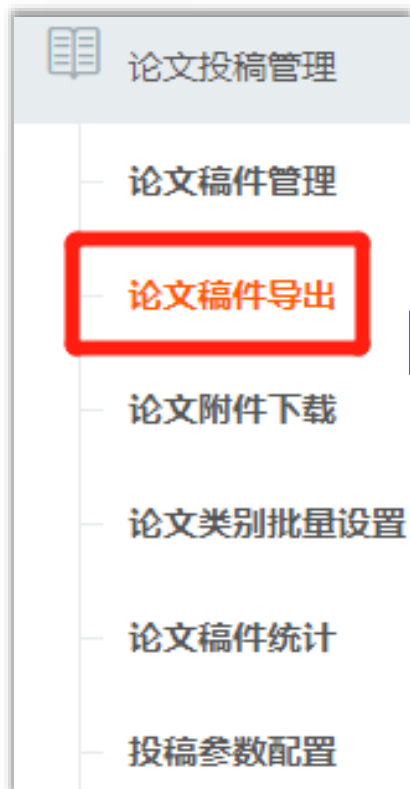 论文投稿管理
论文稿件管理
论文稿件导出
论文附件下载
论文类别批量设置
论文稿件统计
投稿参数配置